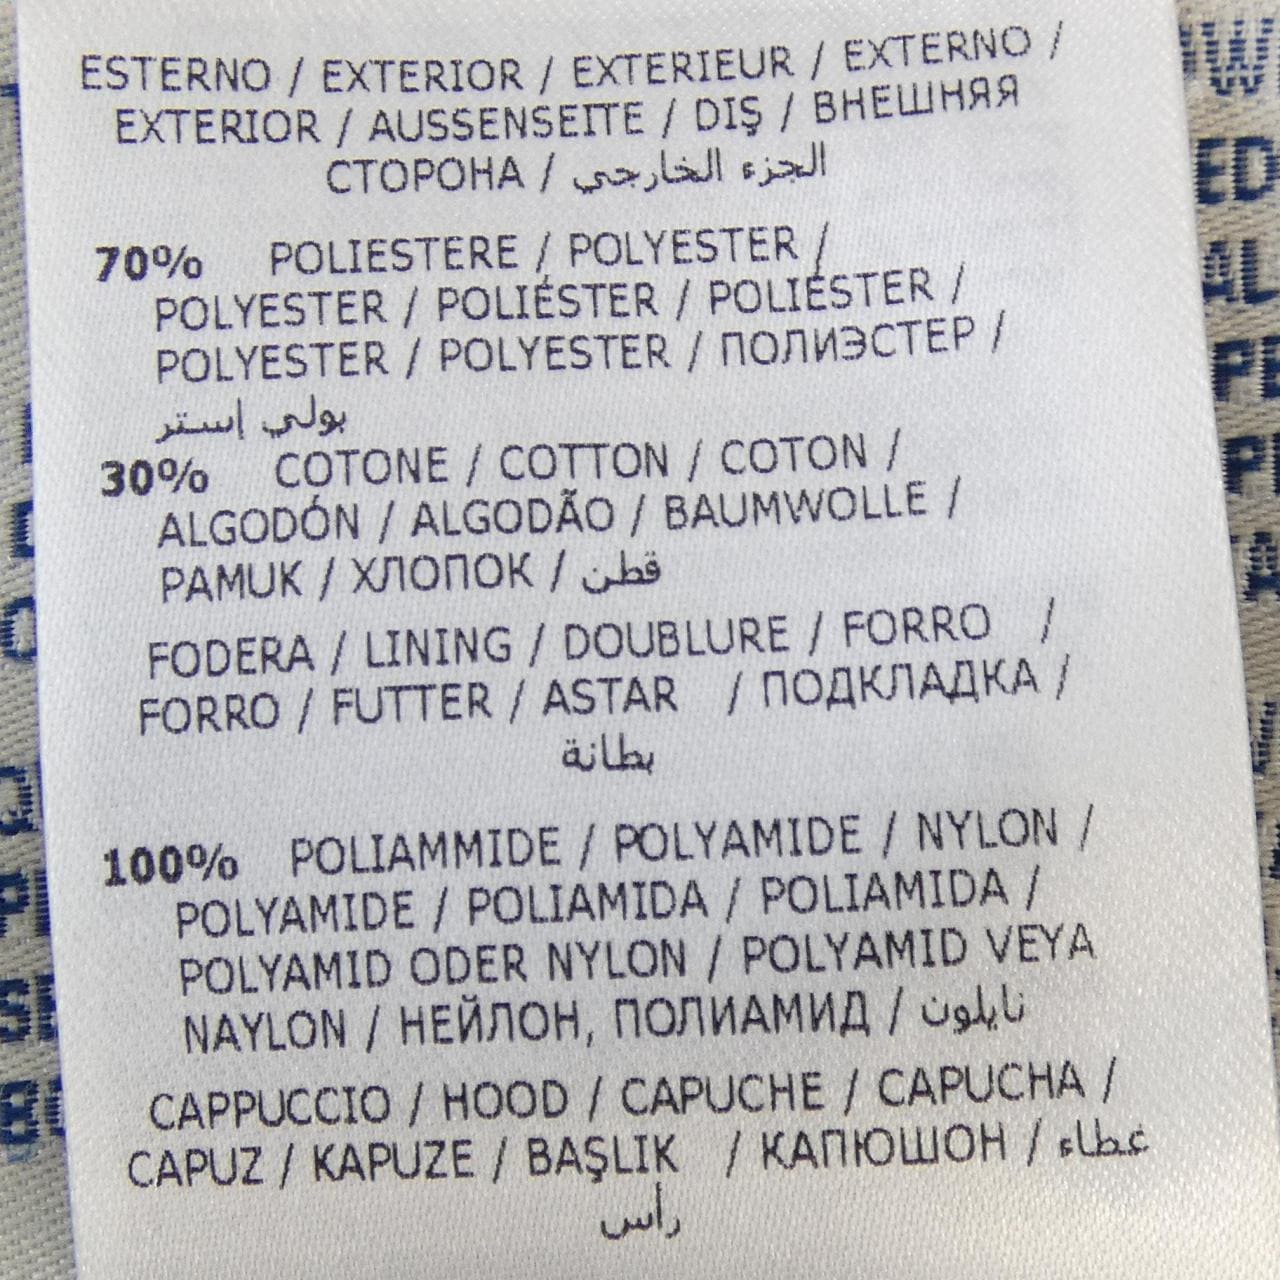 ESTERNO / EXTERIOR / EXTERIEUR / EXTERNO /
EXTERIOR / AUSSENSEITE / DIŞ / ВНЕШНЯЯ
СТОРОНА / الجزء الخارجي
70% POLIESTERE / POLYESTER /
POLYESTER / POLIÉSTER / POLIÉSTER /
POLYESTER / POLYESTER / ПОЛИЭСТЕР /
بولي إستر
30% COTONE / COTTON / COTON /
ALGODÓN / ALGODÃO / BAUMWOLLE /
PAMUK / ХЛОПОК / قطن
FODERA / LINING / DOUBLURE / FORRO /
FORRO / FUTTER / ASTAR / ПОДКЛАДКА /
بطانة
100% POLIAMMIDE / POLYAMIDE / NYLON /
POLYAMIDE / POLIAMIDA / POLIAMIDA /
POLYAMID ODER NYLON / POLYAMID VEYA
NAYLON / НЕЙЛОН, ПОЛИАМИД / نايلون
CAPPUCCIO / HOOD / CAPUCHE / CAPUCHA /
CAPUZ / KAPUZE / BAŞLIK / КАПЮШОН / غطاء
رأس